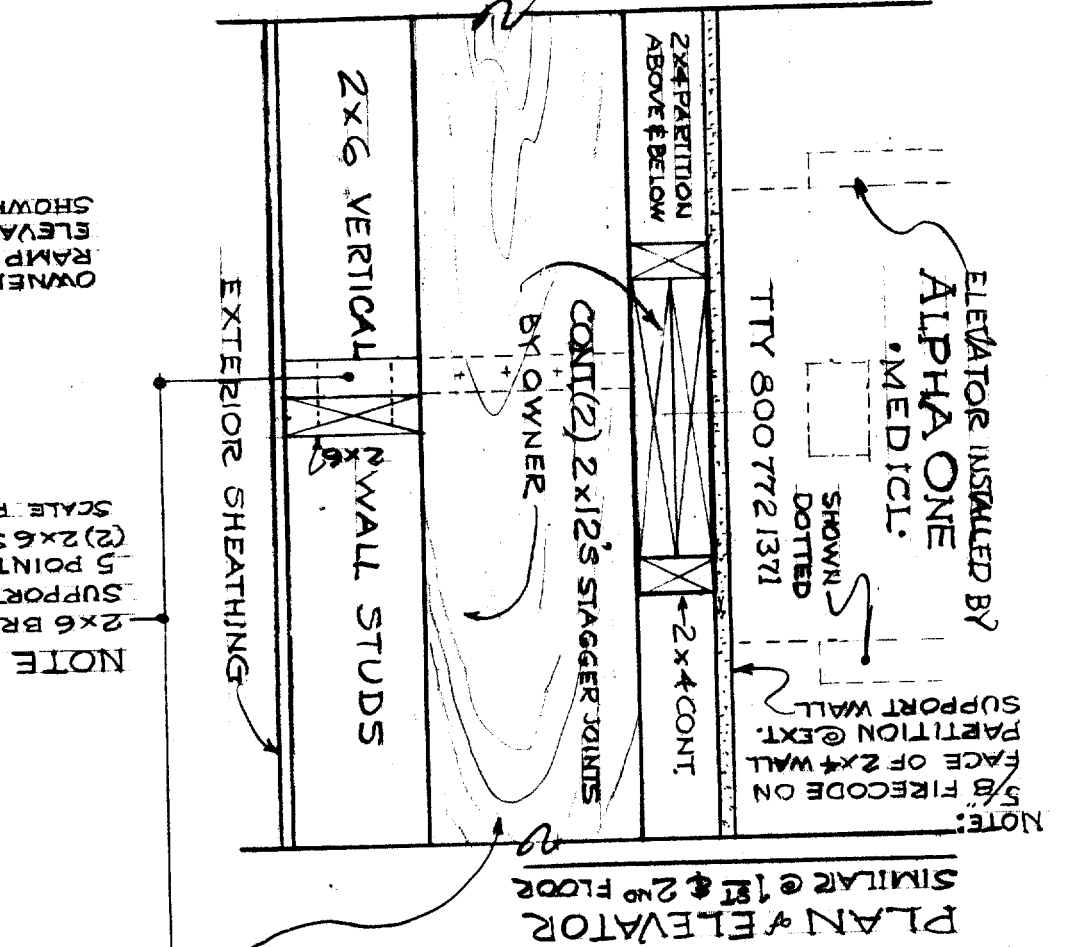 PLAN of ELEVATOR
SIMILAR @ 1ST & 2ND FLOOR
NOTE:
5/8" FIRECODE ON
FACE OF 2x4 WALL
PARTITION @ EXT.
SUPPORT WALL
ELEVATOR INSTALLED BY
ALPHA ONE
• MEDICL •
SHOWN
DOTTED
TTY 800 772 1371
2x4 PARTITION
ABOVE & BELOW
2x4 CONT.
CONT (2) 2x12'S STAGGER JOINTS
BY OWNER
2x6 VERTICAL
WALL STUDS
2x6
EXTERIOR SHEATHING
NOTE
2x6 BR
SUPPORT
5 POINT
(2) 2x6 S
SCALE
OWNER
RAMP
ELEVA
SHOWN